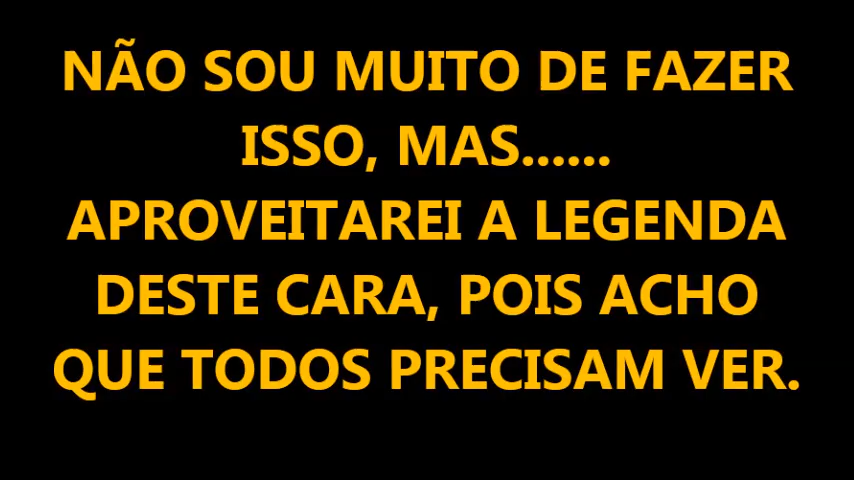 NÃO SOU MUITO DE FAZER
ISSO, MAS......
APROVEITAREI A LEGENDA
DESTE CARA, POIS ACHO
QUE TODOS PRECISAM VER.